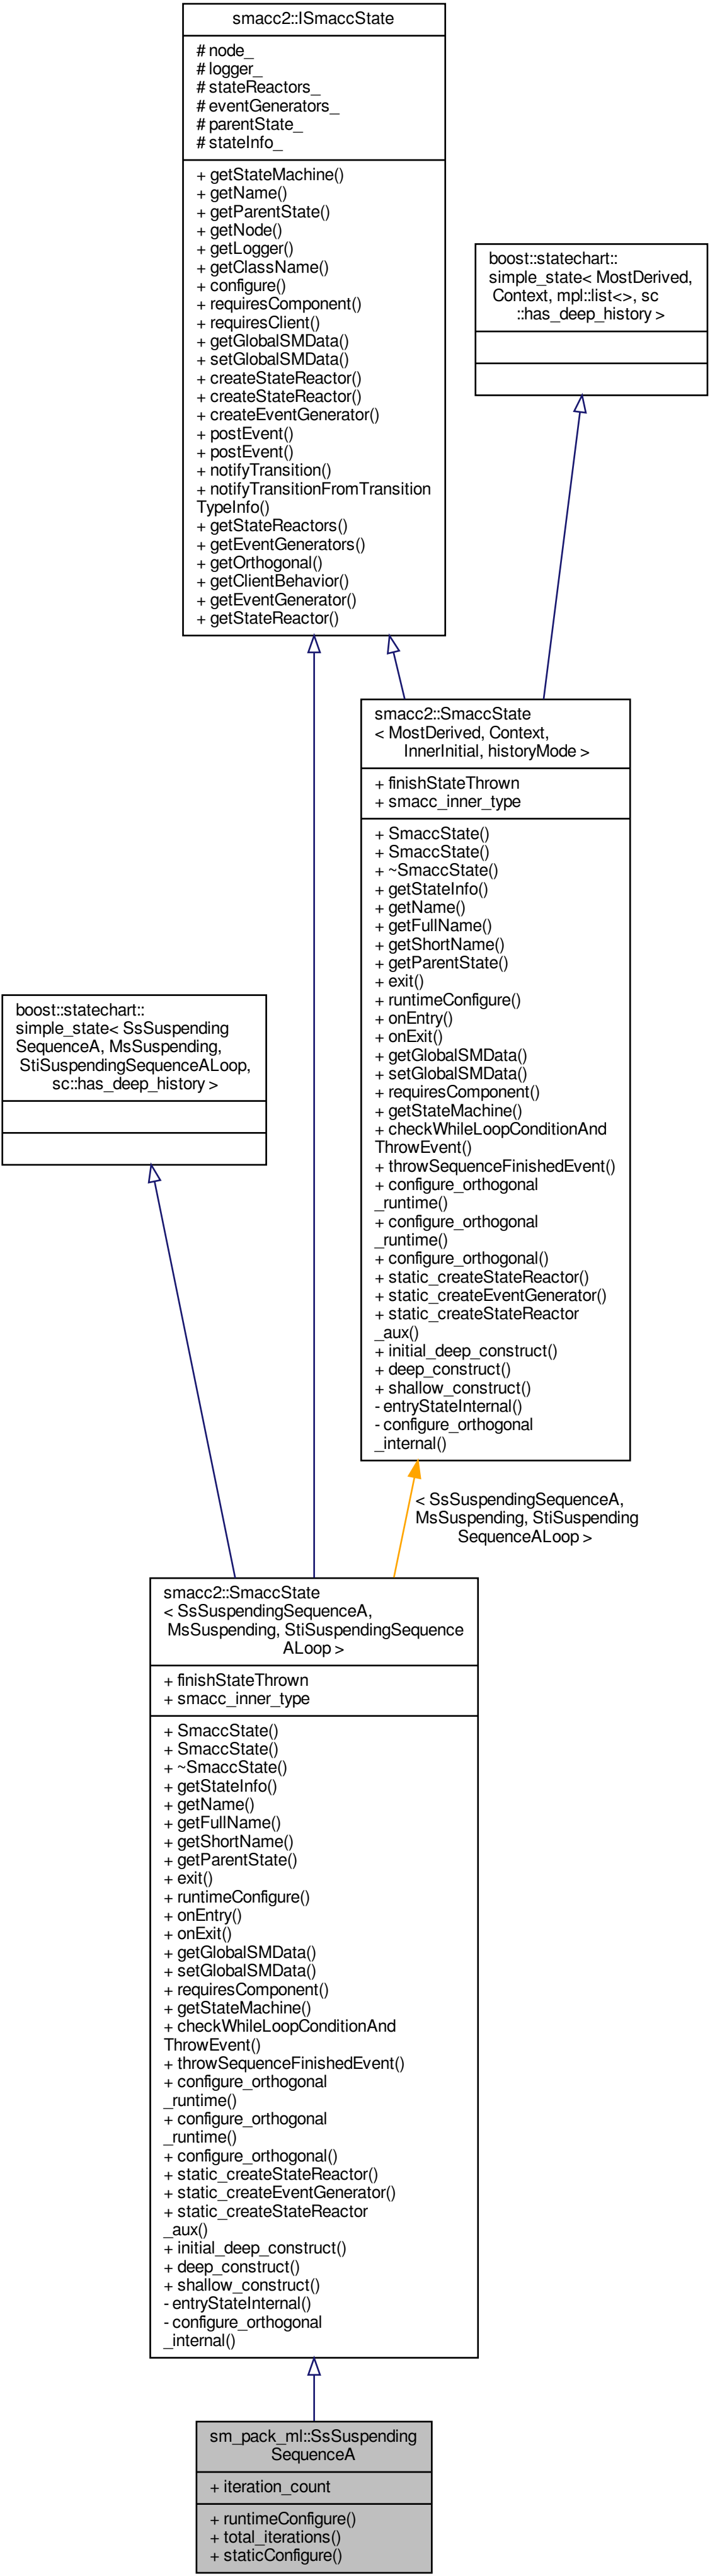 smacc2::ISmaccState
# node_
# logger_
# stateReactors_
# eventGenerators_
# parentState_
# stateInfo_
+ getStateMachine()
+ getName()
+ getParentState()
+ getNode()
+ getLogger()
+ getClassName()
+ configure()
+ requiresComponent()
+ requiresClient()
+ getGlobalSMData()
+ setGlobalSMData()
+ createStateReactor()
+ createStateReactor()
+ createEventGenerator()
+ postEvent()
+ postEvent()
+ notifyTransition()
+ notifyTransitionFromTransition
TypeInfo()
+ getStateReactors()
+ getEventGenerators()
+ getOrthogonal()
+ getClientBehavior()
+ getEventGenerator()
+ getStateReactor()
boost::statechart::
simple_state< MostDerived,
Context, mpl::list<>, sc
::has_deep_history >
smacc2::SmaccState
< MostDerived, Context,
InnerInitial, historyMode >
+ finishStateThrown
+ smacc_inner_type
+ SmaccState()
+ SmaccState()
+ ~SmaccState()
+ getStateInfo()
+ getName()
+ getFullName()
+ getShortName()
+ getParentState()
+ exit()
+ runtimeConfigure()
+ onEntry()
+ onExit()
+ getGlobalSMData()
+ setGlobalSMData()
+ requiresComponent()
+ getStateMachine()
+ checkWhileLoopConditionAnd
ThrowEvent()
+ throwSequenceFinishedEvent()
+ configure_orthogonal
_runtime()
+ configure_orthogonal
_runtime()
+ configure_orthogonal()
+ static_createStateReactor()
+ static_createEventGenerator()
+ static_createStateReactor
_aux()
+ initial_deep_construct()
+ deep_construct()
+ shallow_construct()
- entryStateInternal()
- configure_orthogonal
_internal()
boost::statechart::
simple_state< SsSuspending
SequenceA, MsSuspending,
StiSuspendingSequenceALoop,
sc::has_deep_history >
< SsSuspendingSequenceA,
MsSuspending, StiSuspending
SequenceALoop >
smacc2::SmaccState
< SsSuspendingSequenceA,
MsSuspending, StiSuspendingSequence
ALoop >
+ finishStateThrown
+ smacc_inner_type
+ SmaccState()
+ SmaccState()
+ ~SmaccState()
+ getStateInfo()
+ getName()
+ getFullName()
+ getShortName()
+ getParentState()
+ exit()
+ runtimeConfigure()
+ onEntry()
+ onExit()
+ getGlobalSMData()
+ setGlobalSMData()
+ requiresComponent()
+ getStateMachine()
+ checkWhileLoopConditionAnd
ThrowEvent()
+ throwSequenceFinishedEvent()
+ configure_orthogonal
_runtime()
+ configure_orthogonal
_runtime()
+ configure_orthogonal()
+ static_createStateReactor()
+ static_createEventGenerator()
+ static_createStateReactor
_aux()
+ initial_deep_construct()
+ deep_construct()
+ shallow_construct()
- entryStateInternal()
- configure_orthogonal
_internal()
sm_pack_ml::SsSuspending
SequenceA
+ iteration_count
+ runtimeConfigure()
+ total_iterations()
+ staticConfigure()